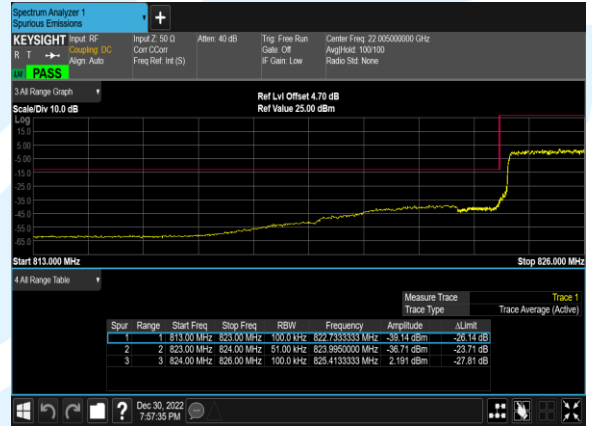 Spectrum Analyzer 1
Spurious Emissions
KEYSIGHT Input: RF Input Z: 50 Ω Atten: 40 dB Trig: Free Run Center Freq: 22.005000000 GHz
R T Coupling: DC Corr CCorr Gate: Off Avg|Hold: 100/100
Align: Auto Freq Ref: Int (S) IF Gain: Low Radio Std: None
PASS
3 All Range Graph
Ref Lvl Offset 4.70 dB
Scale/Div 10.0 dB Ref Value 25.00 dBm
Log
15.0
5.00
-5.00
-15.0
-25.0
-35.0
-45.0
-55.0
-65.0
Start 813.000 MHz Stop 826.000 MHz
4 All Range Table
Measure Trace Trace 1
Trace Type Trace Average (Active)
Spur Range Start Freq Stop Freq RBW Frequency Amplitude ΔLimit
1 1 813.00 MHz 823.00 MHz 100.0 kHz 822.7333333 MHz -39.14 dBm -26.14 dB
2 2 823.00 MHz 824.00 MHz 51.00 kHz 823.9950000 MHz -36.71 dBm -23.71 dB
3 3 824.00 MHz 826.00 MHz 100.0 kHz 825.4133333 MHz 2.191 dBm -27.81 dB
? Dec 30, 2022
7:57:35 PM